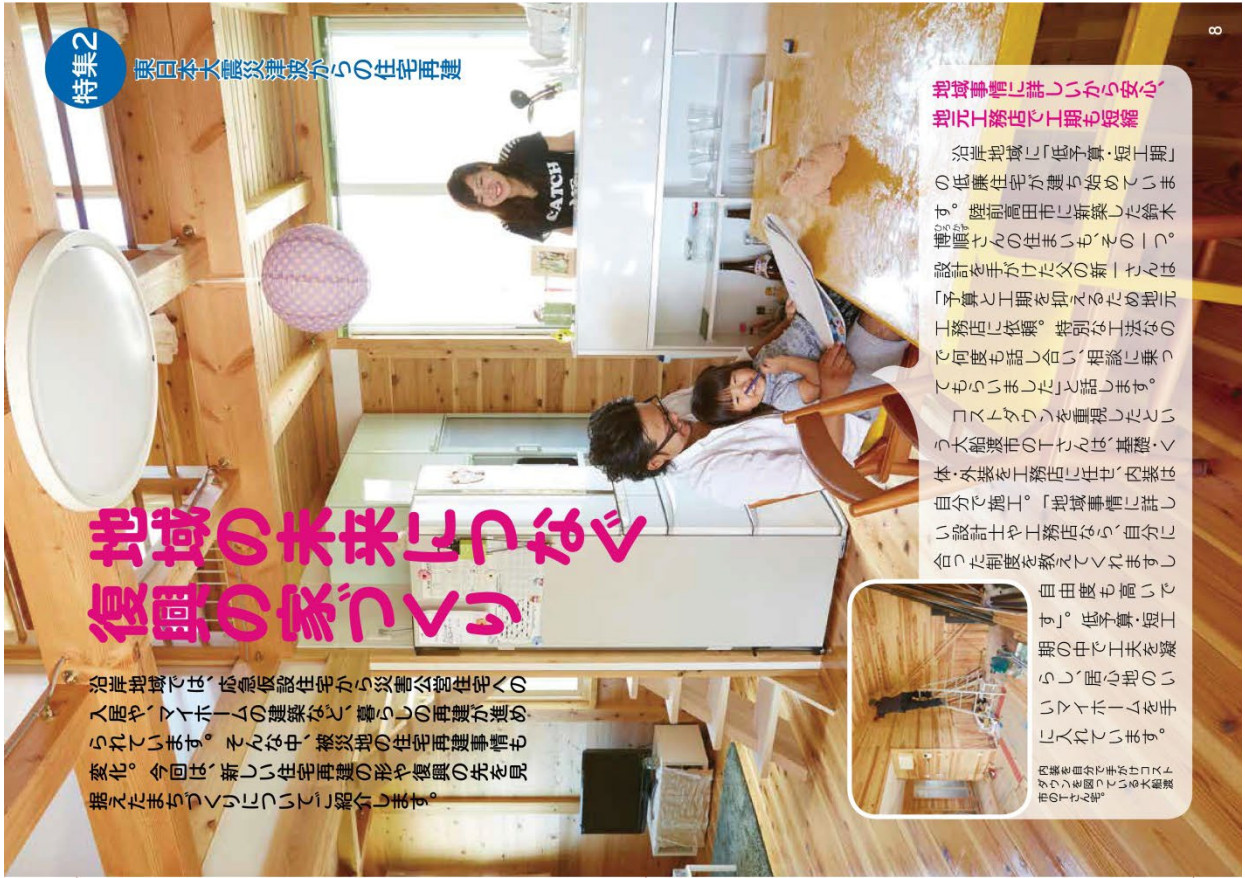 特集2
東日本大震災津波からの住宅再建
地域の未来につなぐ
復興の家づくり
沿岸地域では、応急仮設住宅から災害公営住宅への
入居や、マイホームの建築など、暮らしの再建が進め
られています。そんな中、被災地の住宅再建事情も
変化。今回は、新しい住宅再建の形や復興の先を見
据えたまちづくりについてご紹介します。
CATCH
地域事情に詳しいから安心、
地元工務店で工期も短縮
沿岸地域に「低予算・短工期」
の低廉住宅が建ち始めていま
す。陸前高田市に新築した鈴木
博順ひろかずさんの住まいも、その一つ。
設計を手がけた父の新一さんは
「予算と工期を抑えるため地元
工務店に依頼。特別な工法なの
で何度も話し合い、相談に乗っ
てもらいました」と話します。
コストダウンを重視したとい
う大船渡市のTさんは、基礎・く
体・外装を工務店に任せ、内装は
自分で施工。「地域事情に詳し
い設計士や工務店なら、自分に
合った制度を教えてくれますし
自由度も高いで
す」。低予算・短工
期の中で工夫を凝
らし、居心地のい
いマイホームを手
に入れています。
内装を自分で手がけコスト
ダウンを図っている大船渡
市のTさん宅。
8